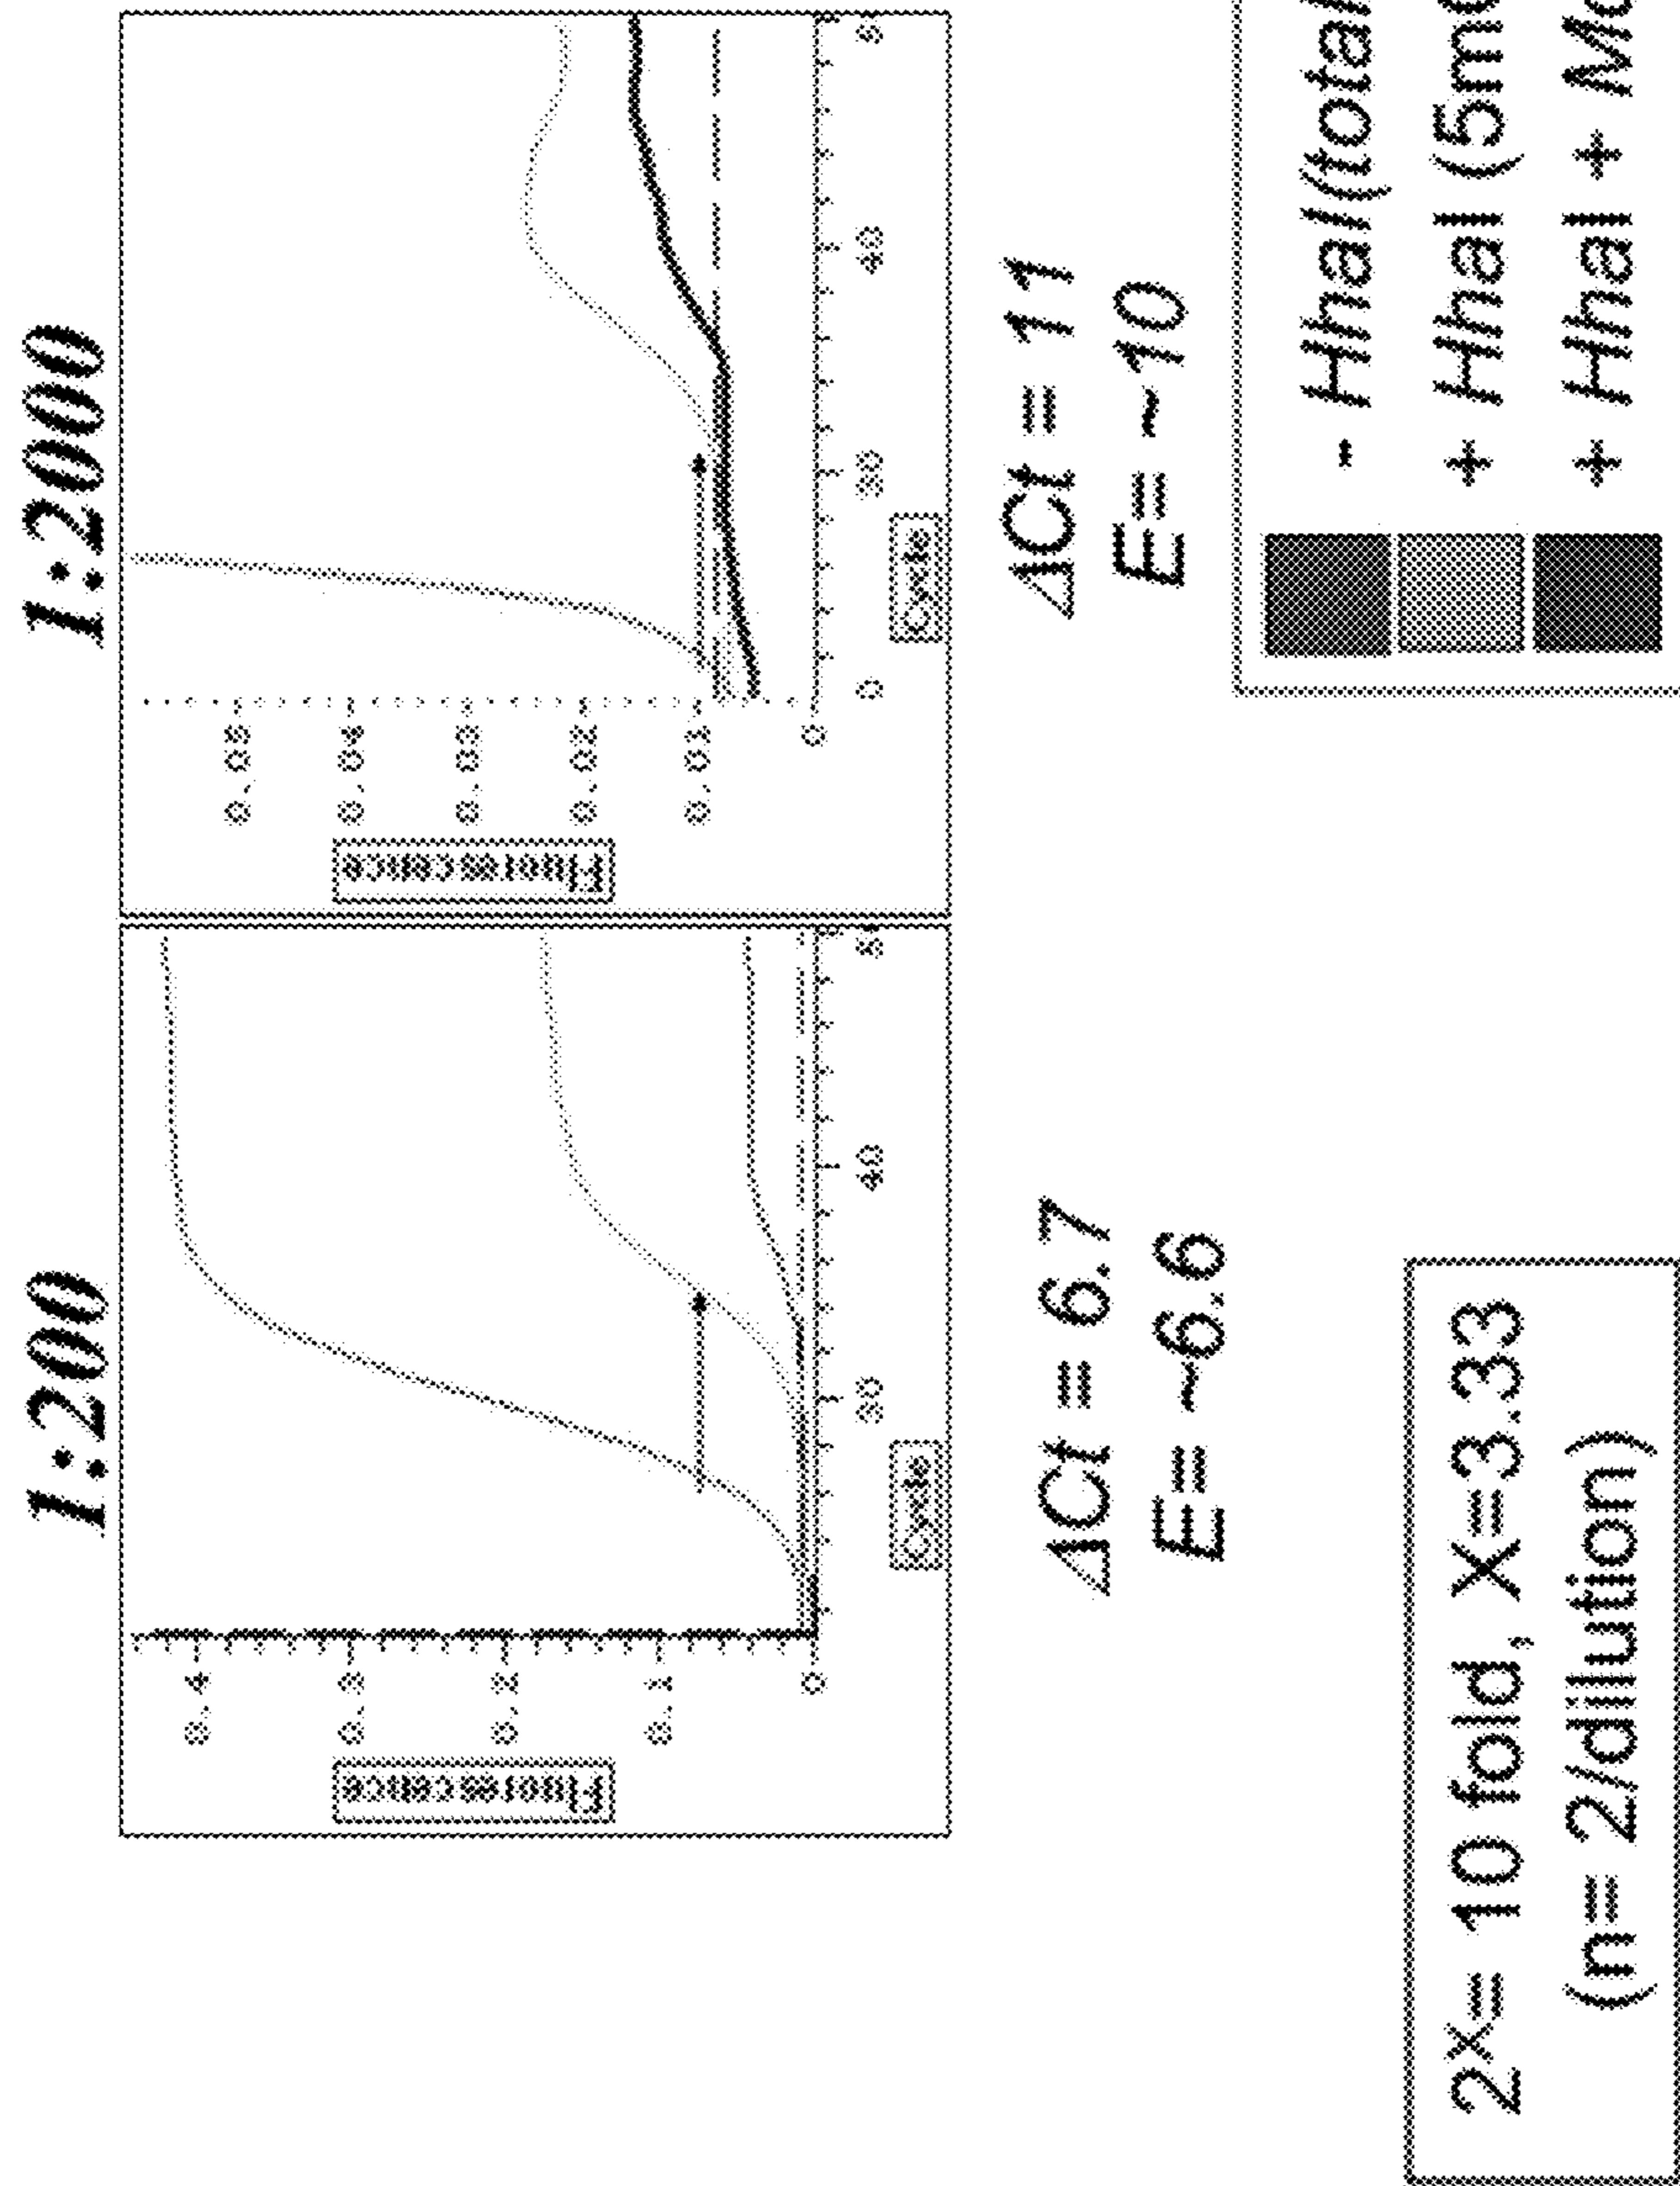 1:200
Fluorescence
0.4
0.3
0.2
0.1
0
30
40
Cycle
ΔCt = 6.7
E= ~6.6
1:2000
Fluorescence
0.05
0.04
0.03
0.02
0.01
0
0
30
40
Cycle
ΔCt = 11
E= ~10
2ˣ= 10 fold, X=3.33
(n= 2/dilution)
- HhaI(total
+ HhaI (5m
+ HhaI +